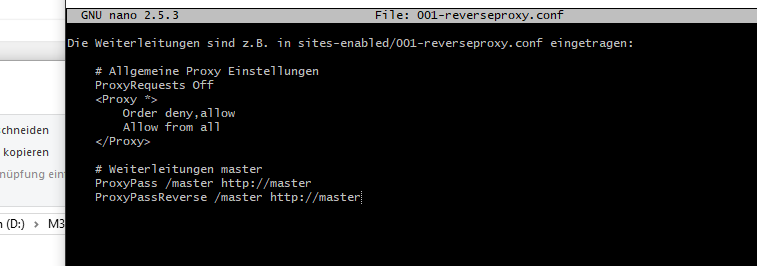 GNU nano 2.5.3 File: 001-reverseproxy.conf
Die Weiterleitungen sind z.B. in sites-enabled/001-reverseproxy.conf eingetragen:
# Allgemeine Proxy Einstellungen
ProxyRequests Off
<Proxy *>
Order deny,allow
Allow from all
</Proxy>
# Weiterleitungen master
ProxyPass /master http://master
ProxyPassReverse /master http://master
schneiden
kopieren
nüpfung ein
(D:) > M3